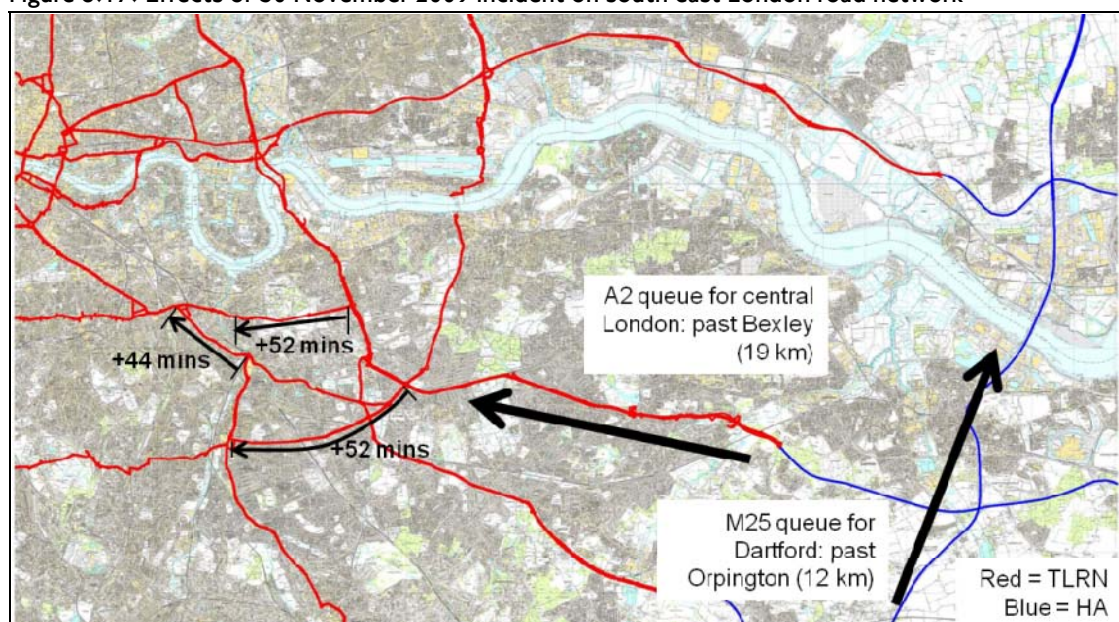 Figure Effects of 30 November 2009 incident on south east London road network
A2 queue for central
London: past Bexley
(19 km)
+52 mins
+44 mins
+52 mins
M25 queue for
Dartford: past
Orpington (12 km)
Red = TLRN
Blue = HA